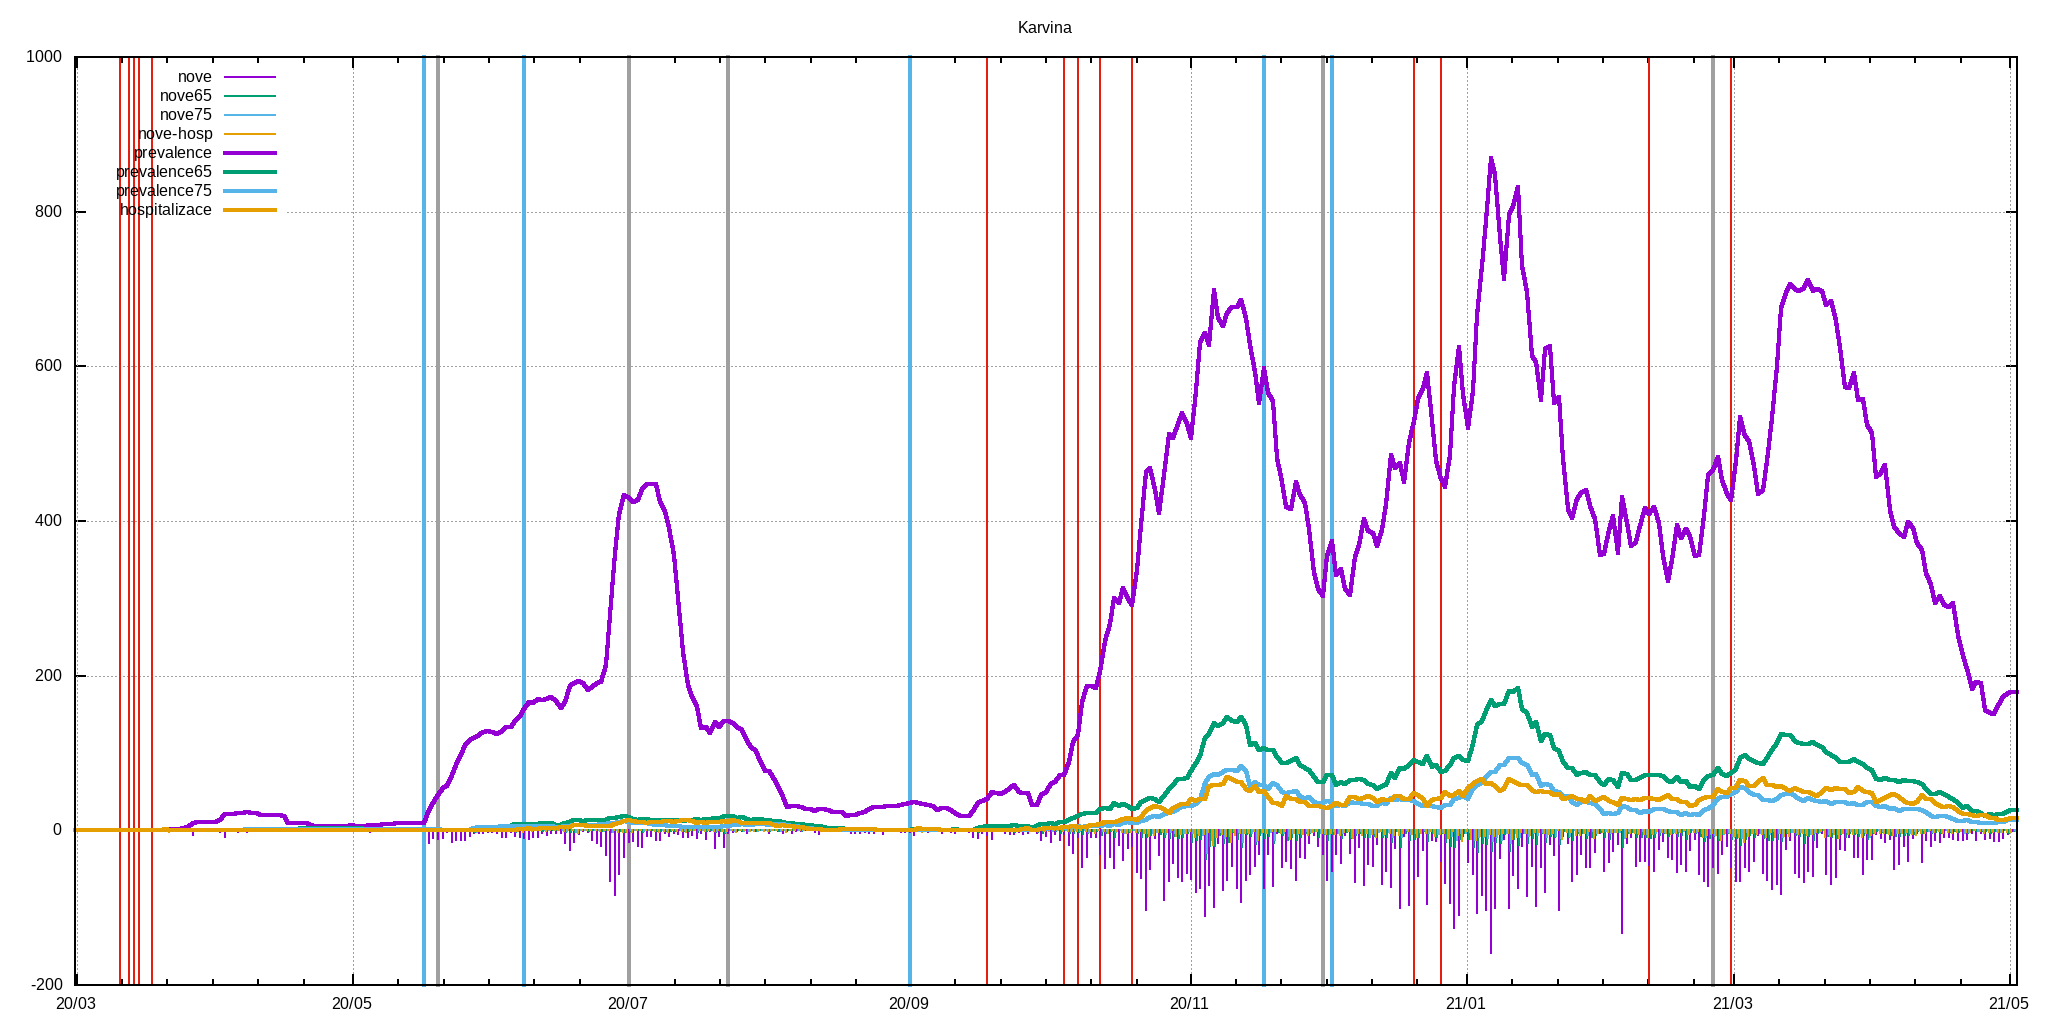 Karvina
1000
nove
nove65
nove75
nove-hosp
prevalence
prevalence65
prevalence75
hospitalizace
800
600
400
200
0
-200
20/03 20/05 20/07 20/09 20/11 21/01 21/03 21/05